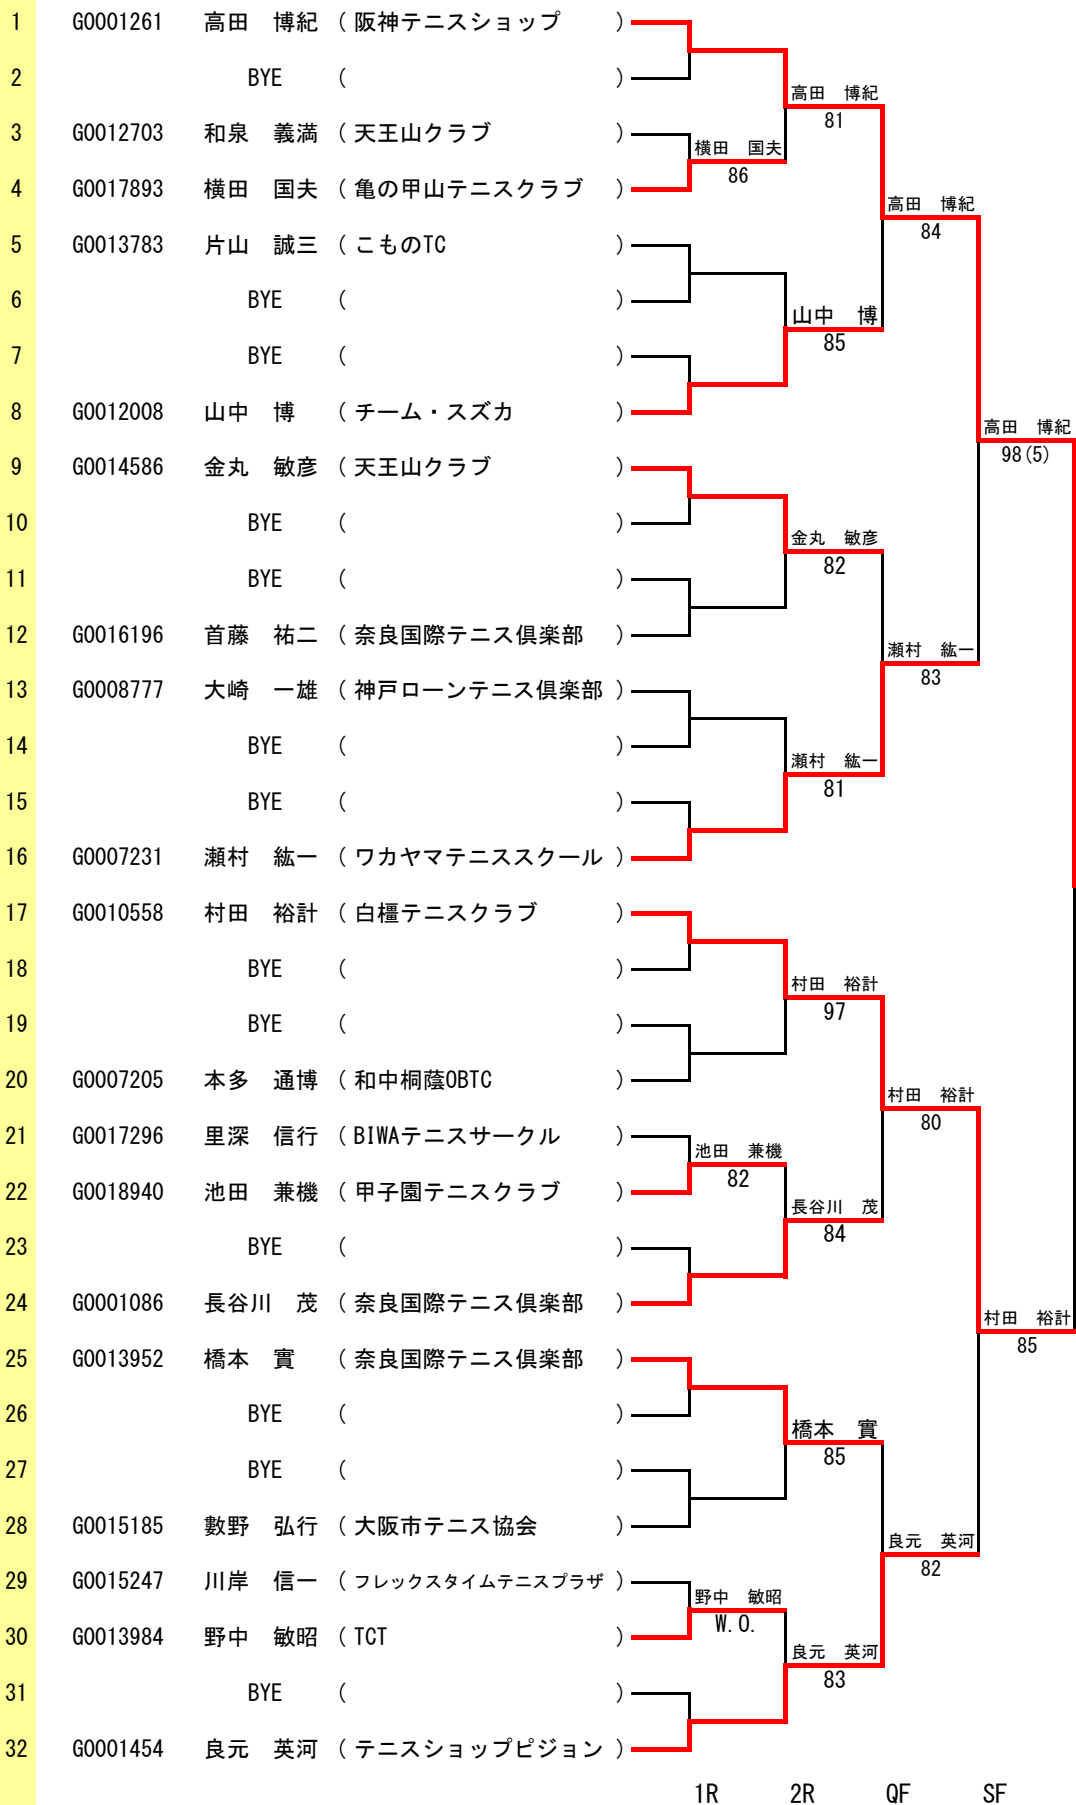 1 G0001261 高田　博紀 ( 阪神テニスショップ )
2 BYE ( )
高田　博紀
81
3 G0012703 和泉　義満 ( 天王山クラブ )
横田　国夫
86
4 G0017893 横田　国夫 ( 亀の甲山テニスクラブ )
高田　博紀
84
5 G0013783 片山　誠三 ( こものTC )
6 BYE ( )
山中　博
85
7 BYE ( )
8 G0012008 山中　博 ( チーム・スズカ )
高田　博紀
98(5)
9 G0014586 金丸　敏彦 ( 天王山クラブ )
10 BYE ( )
金丸　敏彦
82
11 BYE ( )
12 G0016196 首藤　祐二 ( 奈良国際テニス倶楽部 )
瀬村　紘一
83
13 G0008777 大崎　一雄 ( 神戸ローンテニス倶楽部 )
14 BYE ( )
瀬村　紘一
81
15 BYE ( )
16 G0007231 瀬村　紘一 ( ワカヤマテニススクール )
17 G0010558 村田　裕計 ( 白橿テニスクラブ )
18 BYE ( )
村田　裕計
97
19 BYE ( )
20 G0007205 本多　通博 ( 和中桐蔭OBTC )
村田　裕計
80
21 G0017296 里深　信行 ( BIWAテニスサークル )
池田　兼機
82
22 G0018940 池田　兼機 ( 甲子園テニスクラブ )
長谷川　茂
84
23 BYE ( )
24 G0001086 長谷川　茂 ( 奈良国際テニス倶楽部 )
村田　裕計
85
25 G0013952 橋本　實 ( 奈良国際テニス倶楽部 )
26 BYE ( )
橋本　實
85
27 BYE ( )
28 G0015185 數野　弘行 ( 大阪市テニス協会 )
良元　英河
82
29 G0015247 川岸　信一 ( フレックスタイムテニスプラザ )
野中　敏昭
W.O.
30 G0013984 野中　敏昭 ( TCT )
良元　英河
83
31 BYE ( )
32 G0001454 良元　英河 ( テニスショップピジョン )
1R 2R QF SF